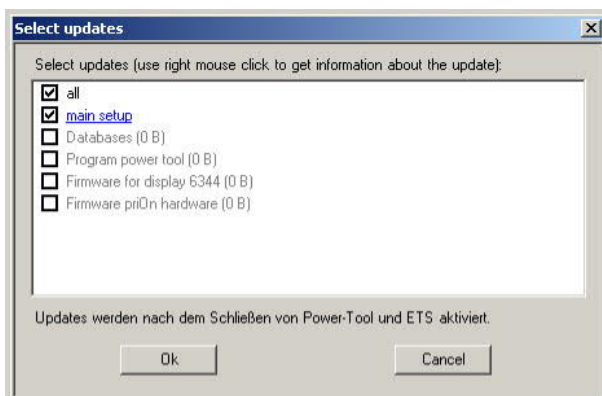 Select updates
Select updates (use right mouse click to get information about the update):
all
main setup
Databases (0 B)
Program power tool (0 B)
Firmware for display 6344 (0 B)
Firmware priOn hardware (0 B)
Updates werden nach dem Schließen von Power-Tool und ETS aktiviert.
Ok Cancel